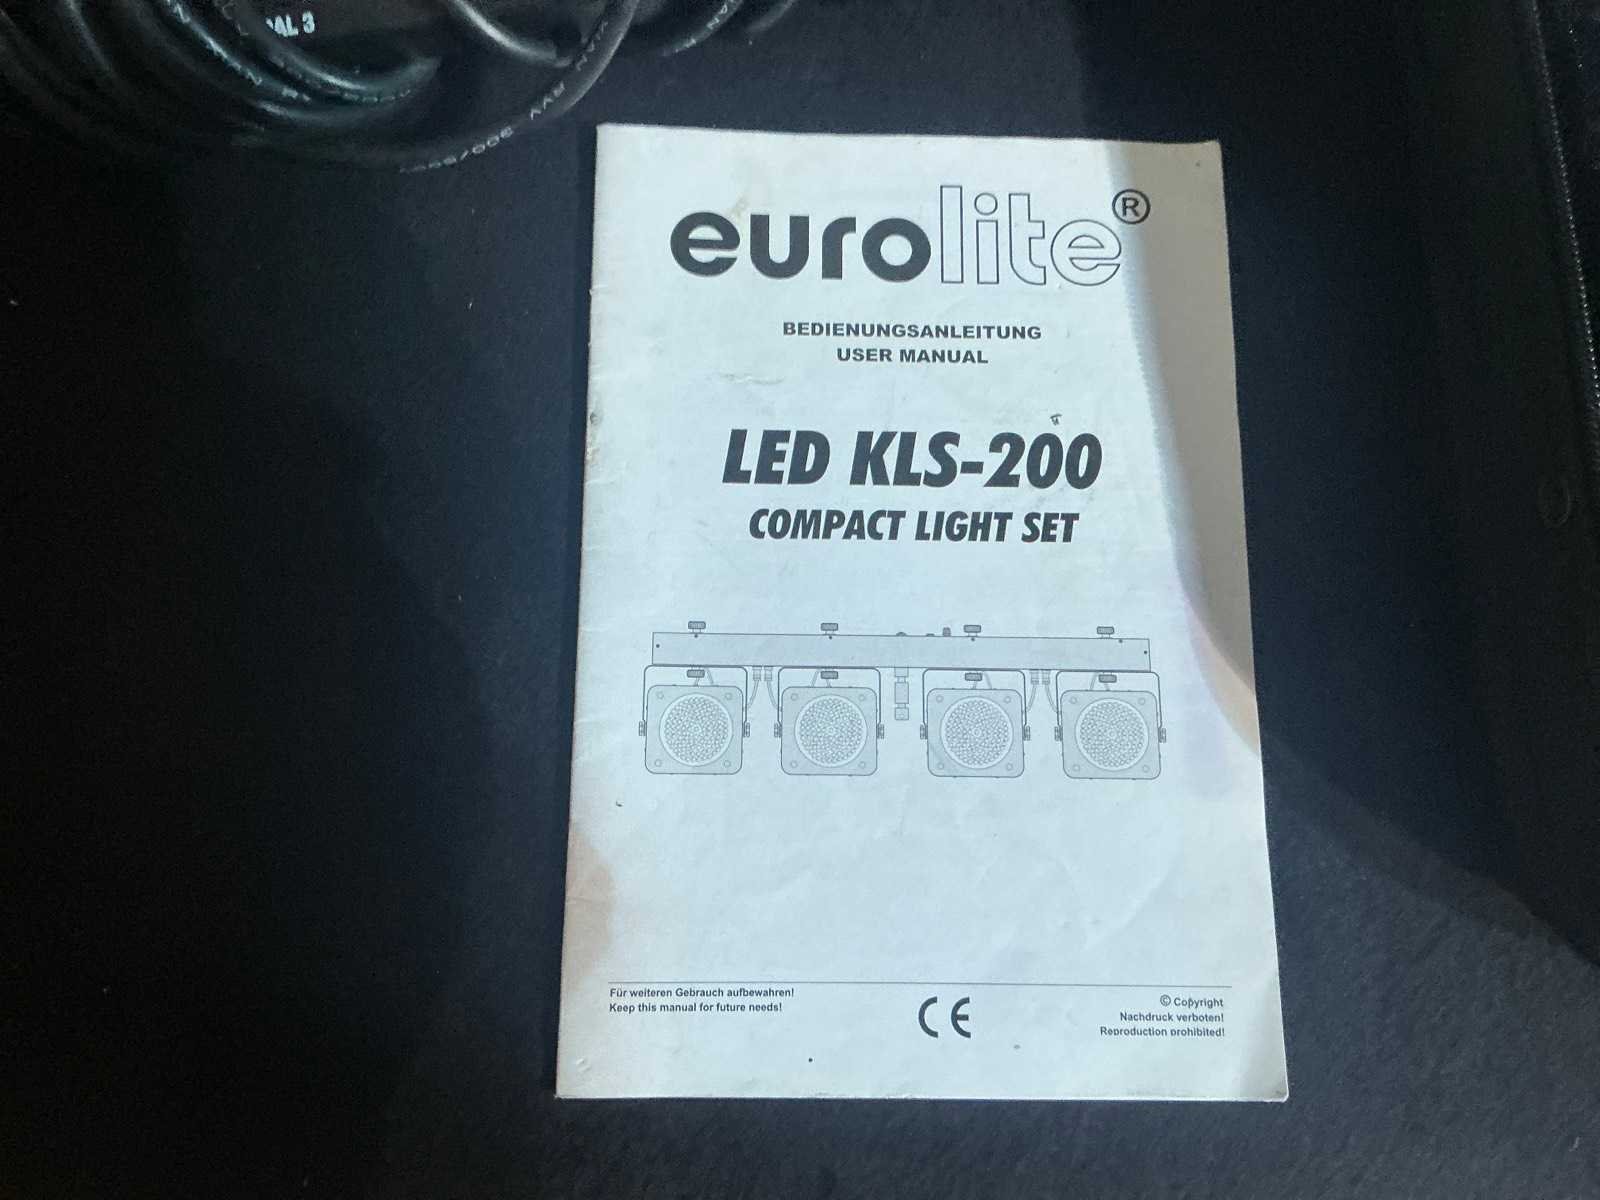 eurolite®
BEDIENUNGSANLEITUNG
USER MANUAL
LED KLS-200
COMPACT LIGHT SET
Für weiteren Gebrauch aufbewahren!
Keep this manual for future needs!
CE
© Copyright
Nachdruck verboten!
Reproduction prohibited!